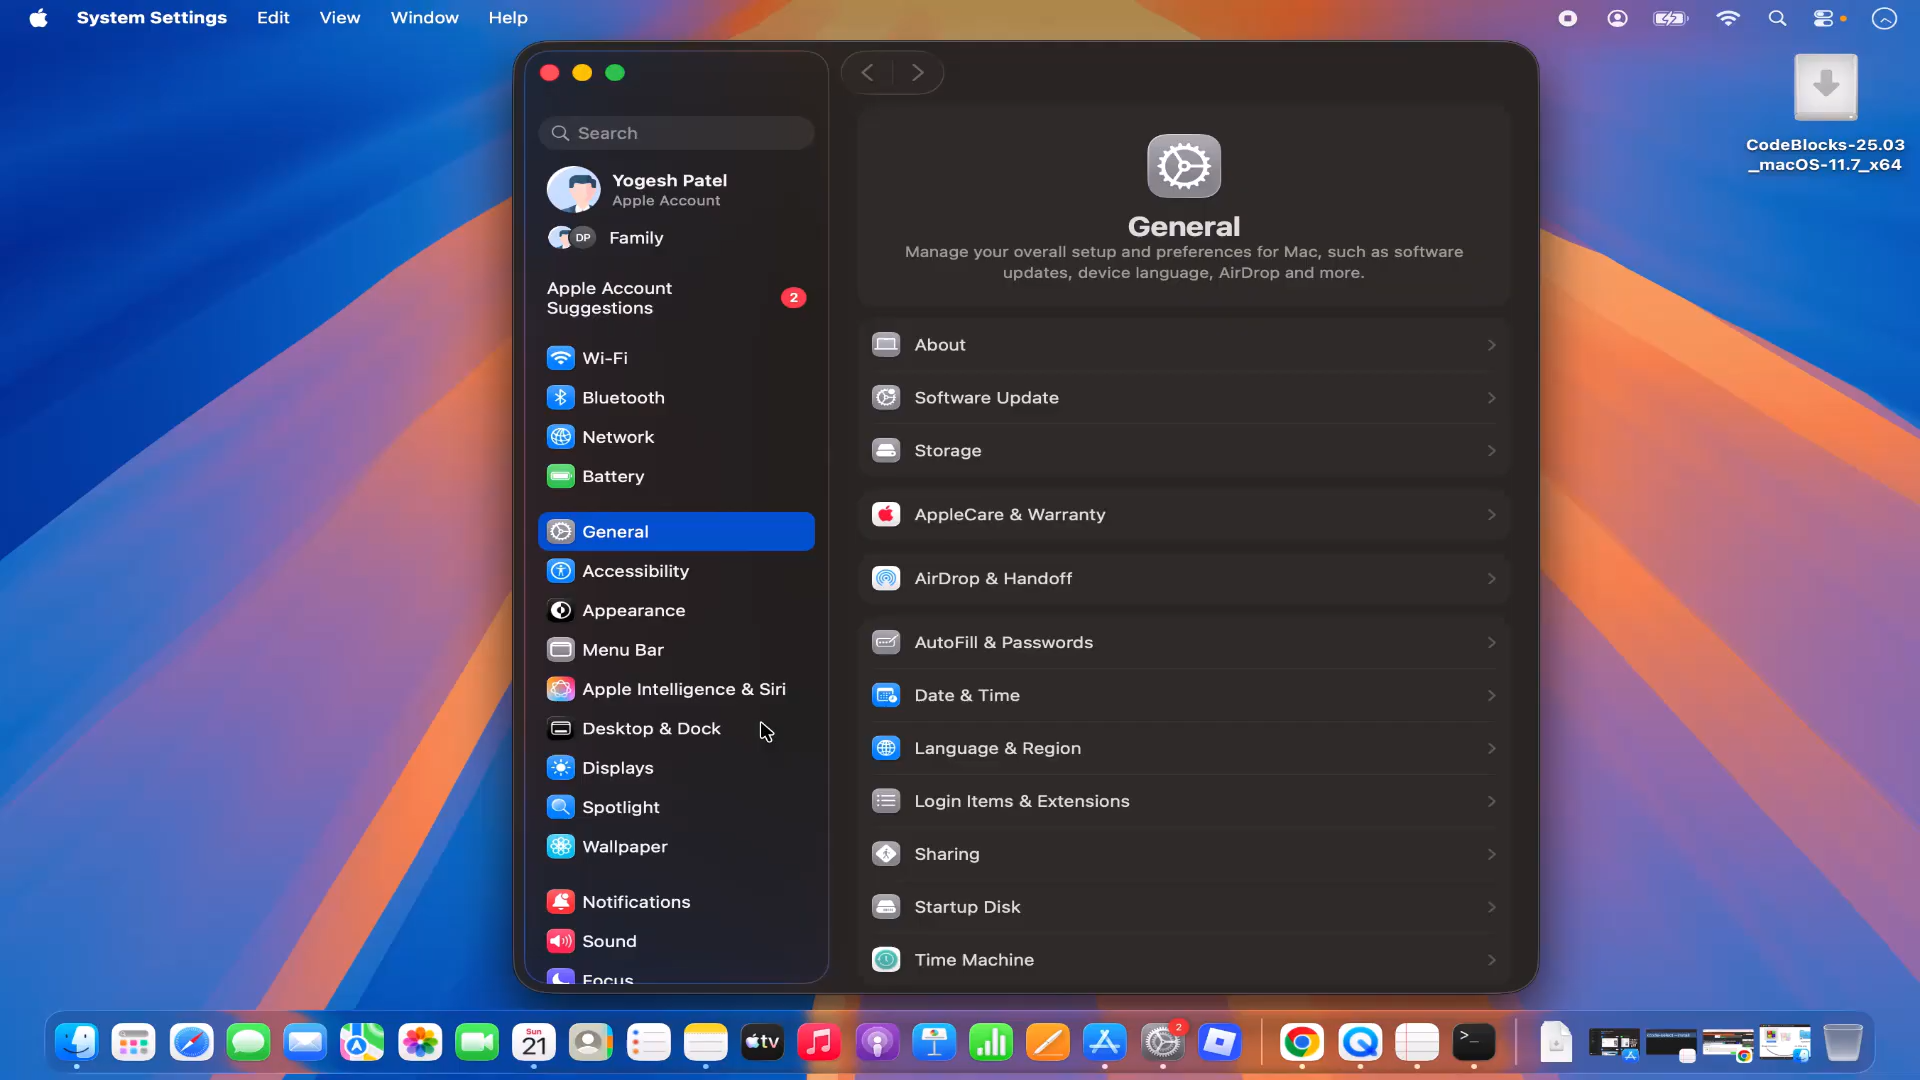 System Settings Edit View Window Help
Search
Yogesh Patel
Apple Account
DP Family
Apple Account
Suggestions
2
Wi-Fi
Bluetooth
Network
Battery
General
Accessibility
Appearance
Menu Bar
Apple Intelligence & Siri
Desktop & Dock
Displays
Spotlight
Wallpaper
Notifications
Sound
Focus
General
Manage your overall setup and preferences for Mac, such as software
updates, device language, AirDrop and more.
About
Software Update
Storage
AppleCare & Warranty
AirDrop & Handoff
AutoFill & Passwords
Date & Time
Language & Region
Login Items & Extensions
Sharing
Startup Disk
Time Machine
CodeBlocks-25.03
_macOS-11.7_x64
Sun
21
tv
2
>_